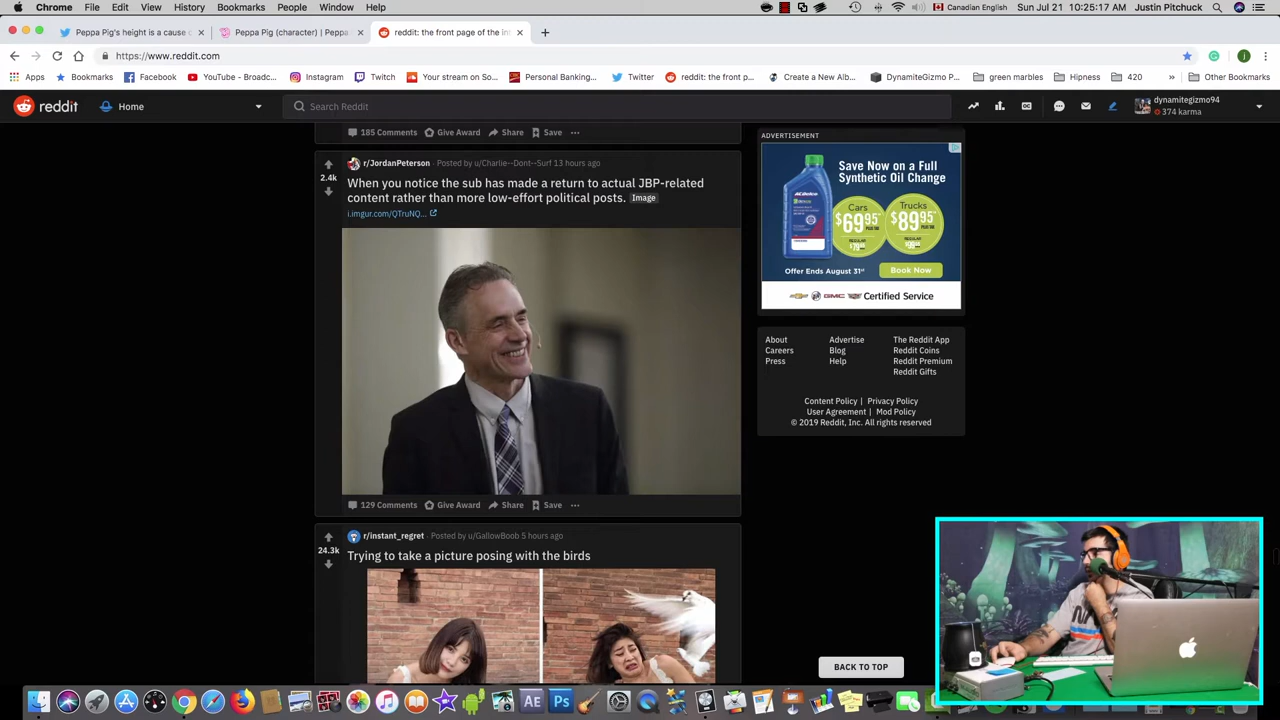 Chrome File Edit View History Bookmarks People Window Help Canadian English Sun Jul 21 10:25:17 AM Justin Pitchuck
Peppa Pig's height is a cause c
Peppa Pig (character) | Peppa
reddit: the front page of the int
https://www.reddit.com
Apps Bookmarks Facebook YouTube - Broadc... Instagram Twitch Your stream on So... Personal Banking... Twitter reddit: the front p... Create a New Alb... DynamiteGizmo P... green marbles Hipness 420 » Other Bookmarks
reddit Home Search Reddit dynamitegizmo94
374 karma
185 Comments Give Award Share Save
r/JordanPeterson Posted by u/Charlie--Dont--Surf 13 hours ago
2.4k
When you notice the sub has made a return to actual JBP-related
content rather than more low-effort political posts. Image
i.imgur.com/QTruNQ...
129 Comments Give Award Share Save
r/instant_regret Posted by u/GallowBoob 5 hours ago
24.3k
Trying to take a picture posing with the birds
ADVERTISEMENT
ACDelco
Save Now on a Full
Synthetic Oil Change
Cars
$69.95*
Trucks
$89.95*
Offer Ends August 31st
Book Now
GMC Certified Service
About Advertise The Reddit App
Careers Blog Reddit Coins
Press Help Reddit Premium
Reddit Gifts
Content Policy | Privacy Policy
User Agreement | Mod Policy
© 2019 Reddit, Inc. All rights reserved
BACK TO TOP
AE Ps